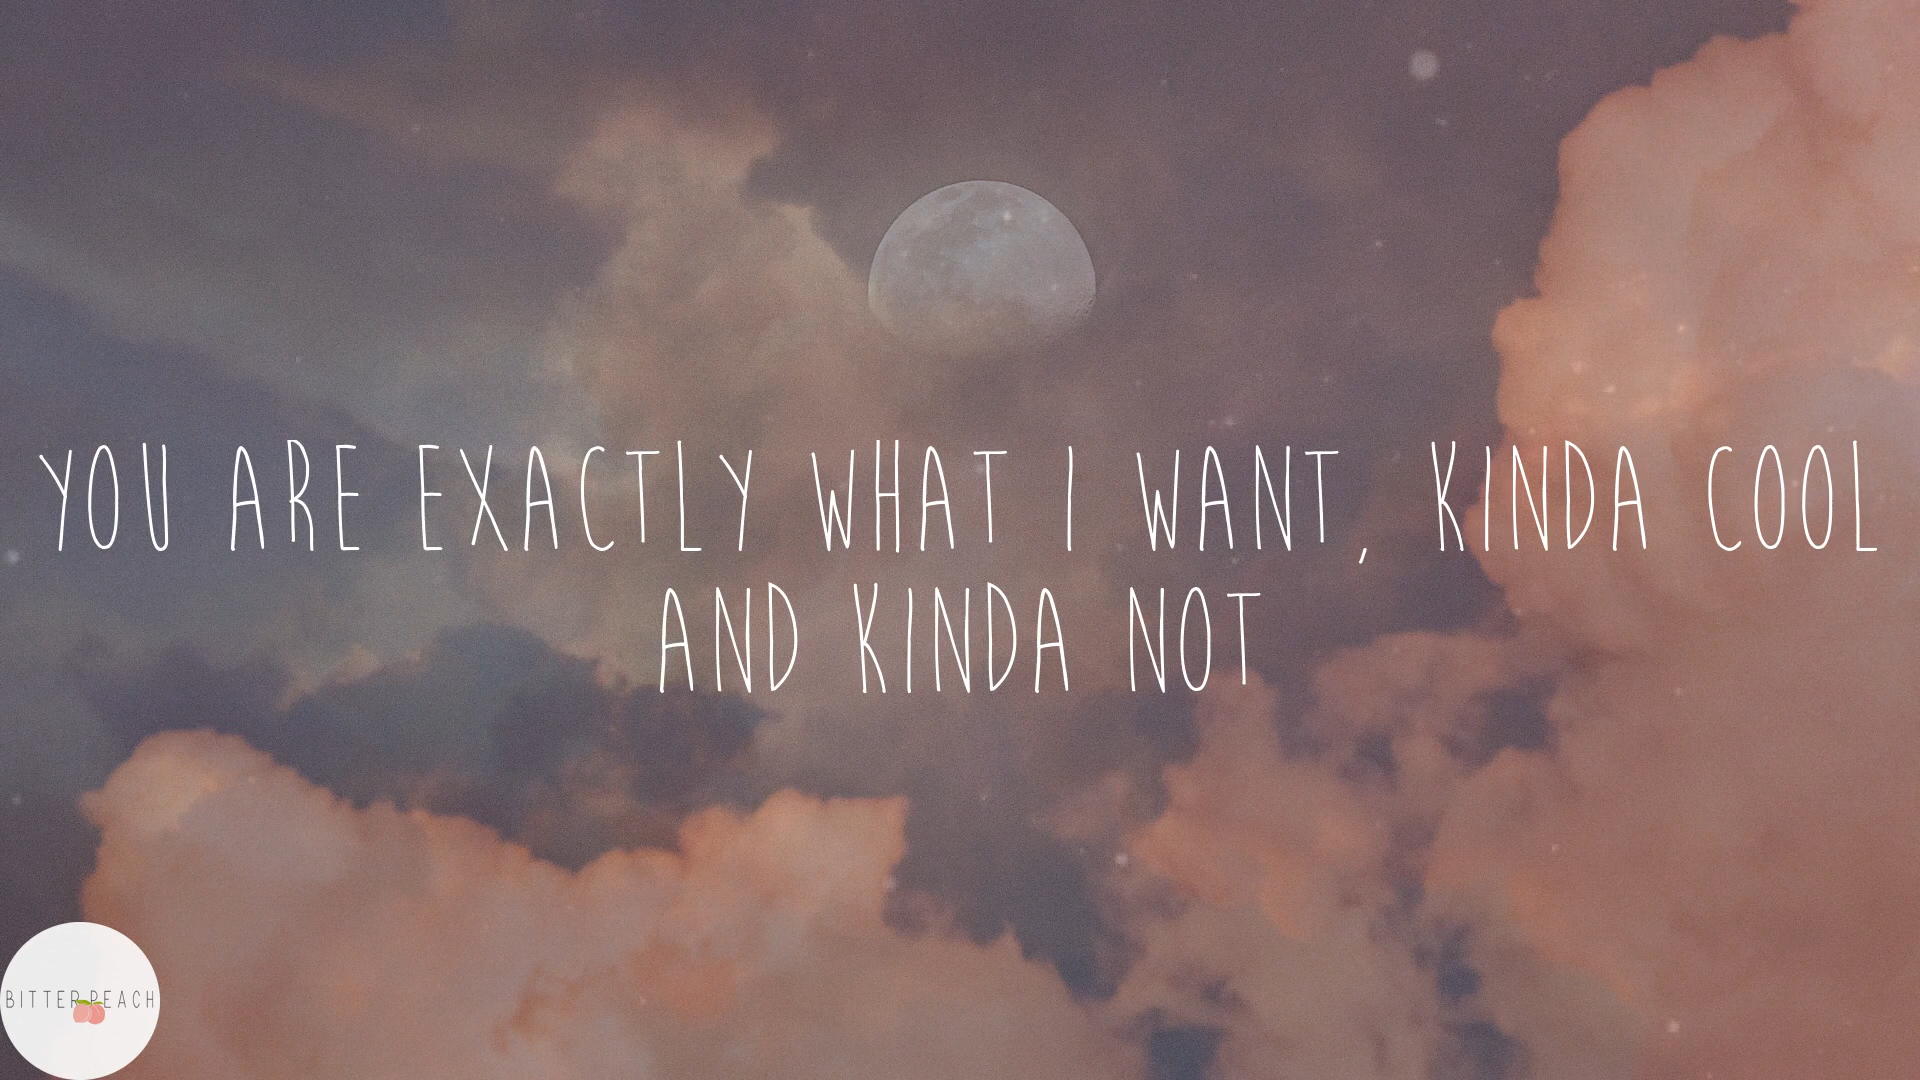 YOU ARE EXACTLY WHAT I WANT, KINDA COOL
AND KINDA NOT
BITTER PEACH